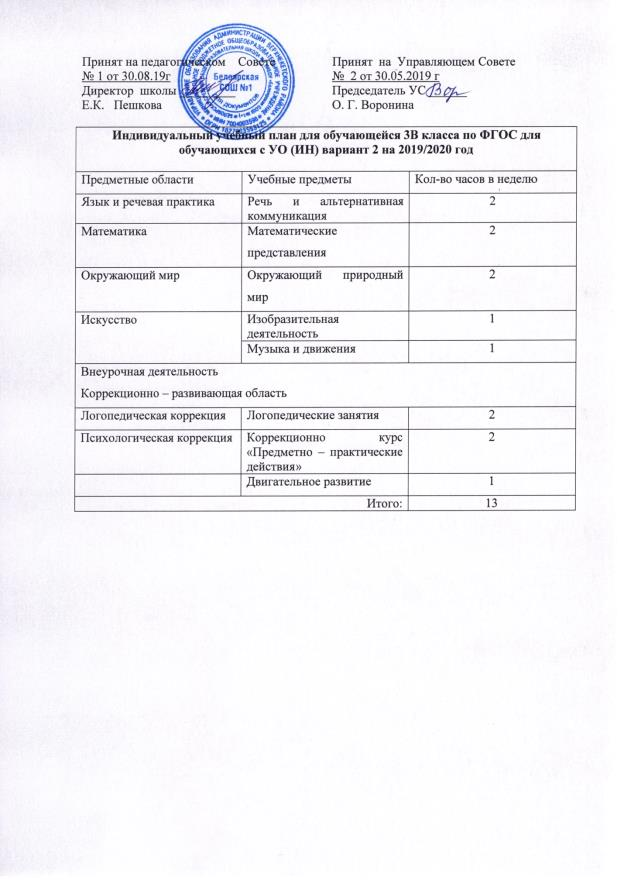 Принят на педагогическом Совете
№ 1 от 30.08.19г
Директор школы
Е.К. Пешкова
Принят на Управляющем Совете
№ 2 от 30.05.2019 г
Председатель УС
О. Г. Воронина
Белоярская
СОШ №1
Индивидуальный учебный план для обучающейся 3В класса по ФГОС для
обучающихся с УО (ИН) вариант 2 на 2019/2020 год
Предметные области Учебные предметы Кол-во часов в неделю
Язык и речевая практика Речь и альтернативная 2
коммуникация
Математика Математические 2
представления
Окружающий мир Окружающий природный 2
мир
Искусство Изобразительная 1
деятельность
Музыка и движения 1
Внеурочная деятельность
Коррекционно – развивающая область
Логопедическая коррекция Логопедические занятия 2
Психологическая коррекция Коррекционно курс 2
«Предметно – практические
действия»
Двигательное развитие 1
Итого: 13